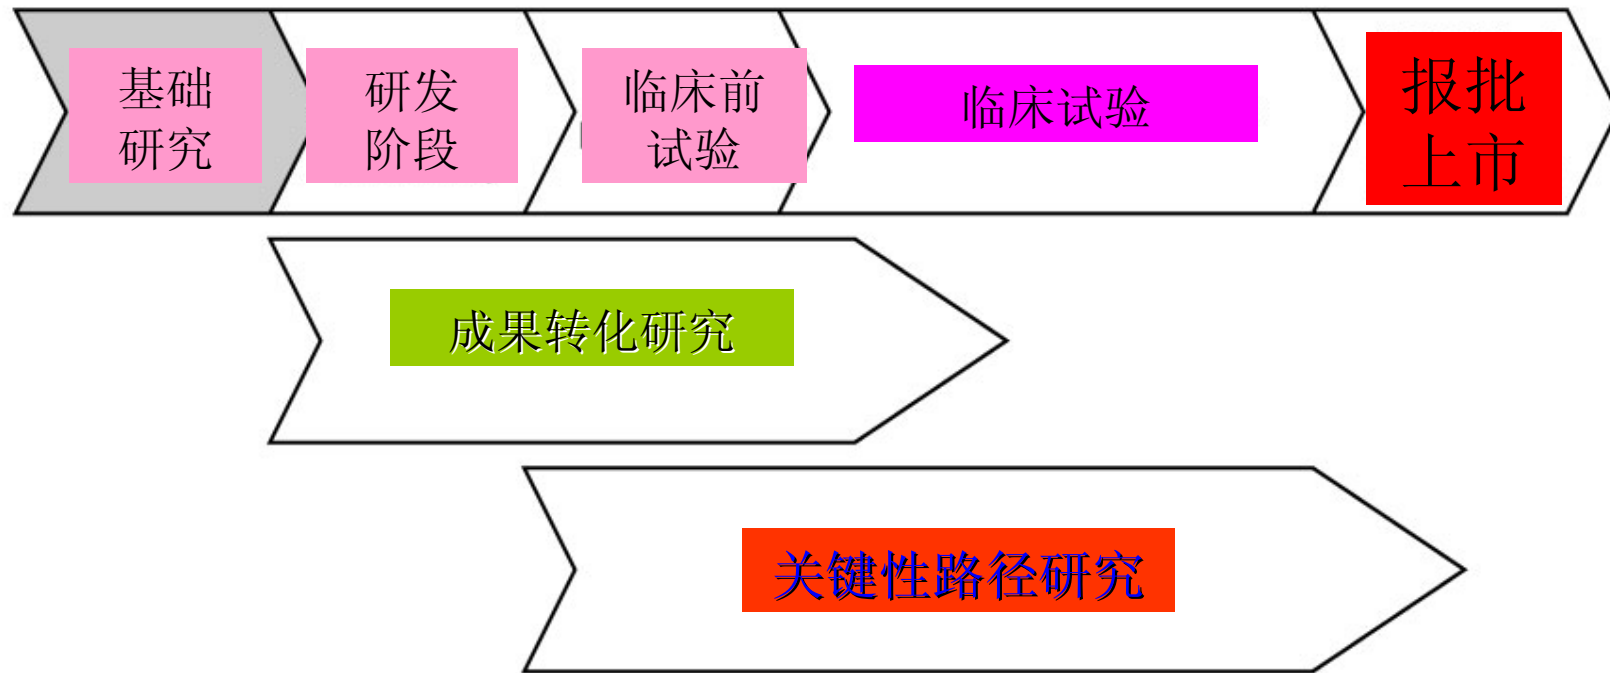 基础
研究
研发
阶段
临床前
试验
临床试验
报批
上市
成果转化研究
关键性路径研究